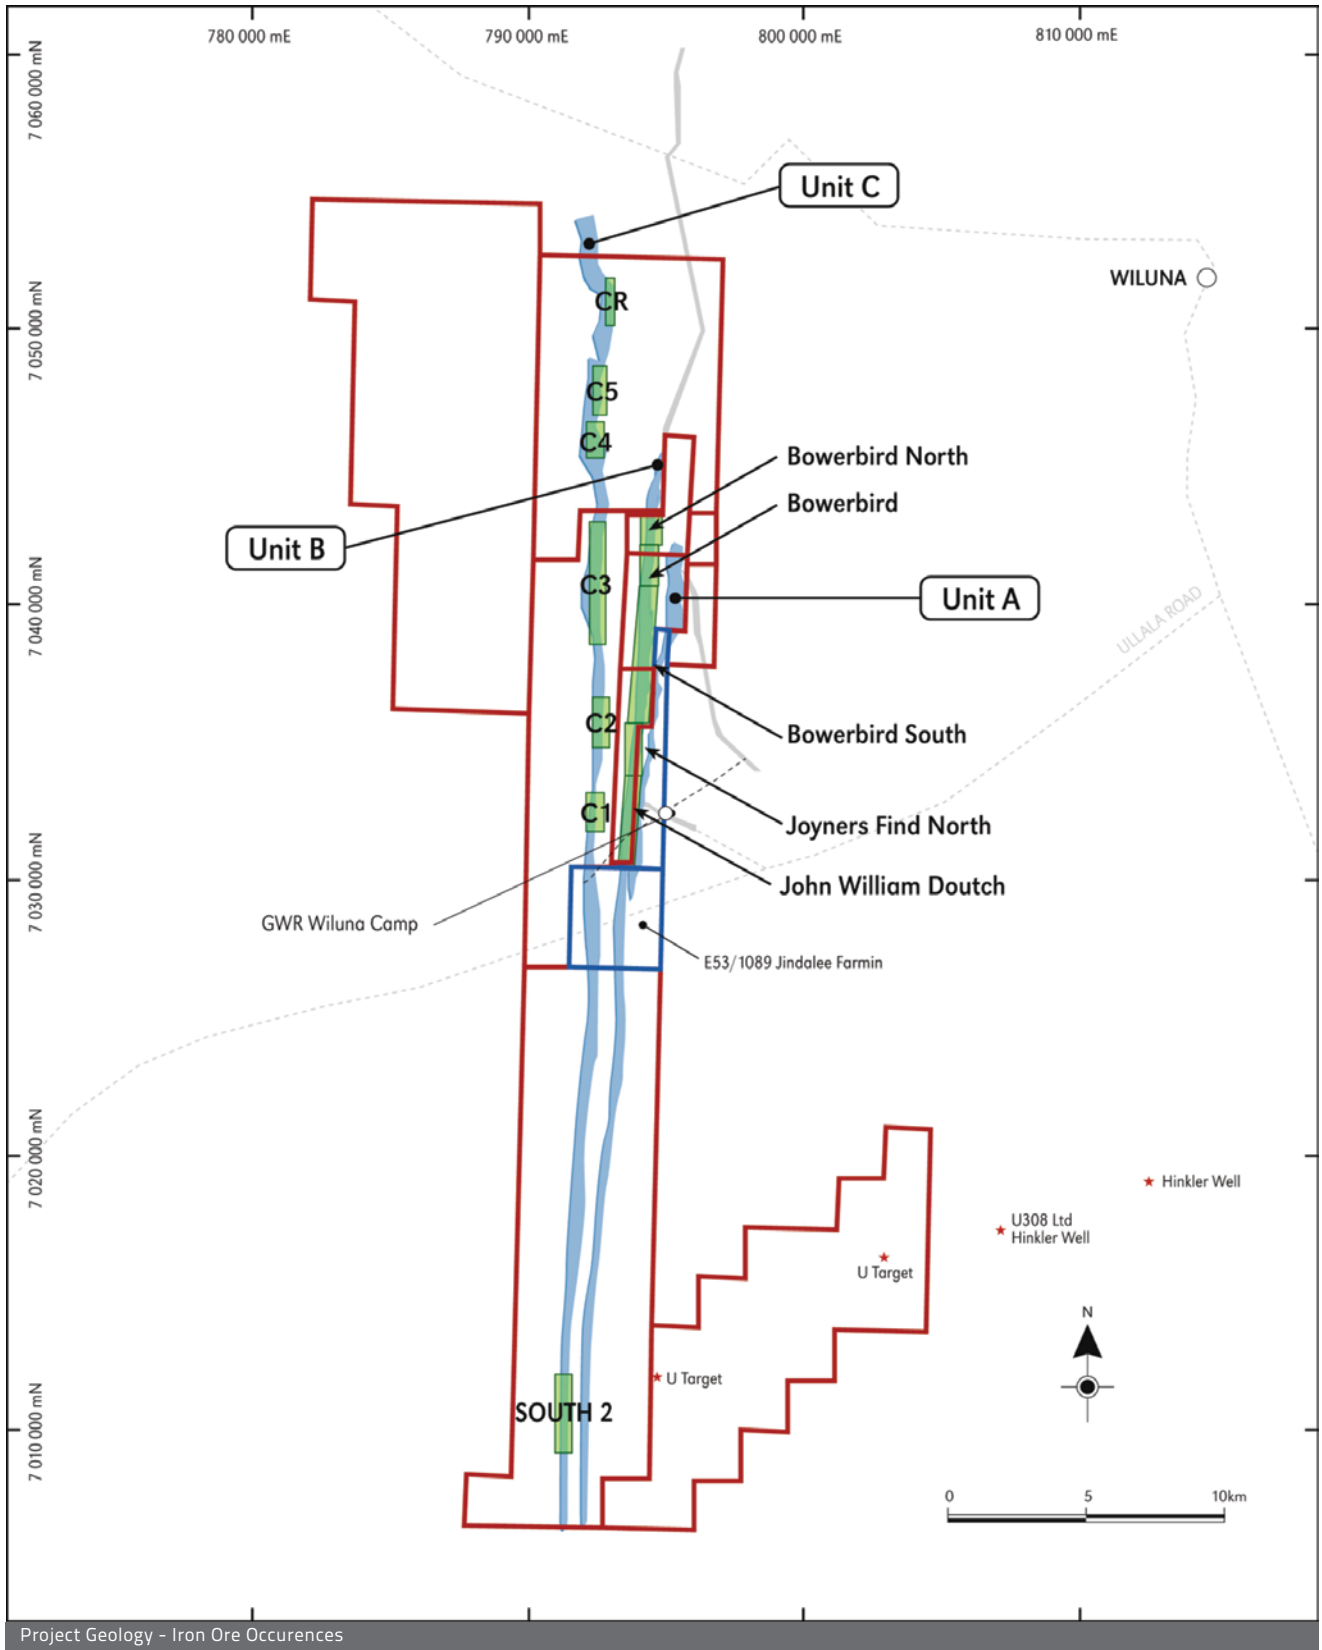 780 000 mE
790 000 mE
800 000 mE
810 000 mE
7 060 000 mN
7 050 000 mN
7 040 000 mN
7 030 000 mN
7 020 000 mN
7 010 000 mN
Unit C
WILUNA
CR
C5
C4
Bowerbird North
Bowerbird
Unit B
C3
Unit A
ULLALA ROAD
C2
Bowerbird South
C1
Joyners Find North
John William Doutch
GWR Wiluna Camp
E53/1089 Jindalee Farmin
Hinkler Well
U308 Ltd
Hinkler Well
U Target
N
U Target
SOUTH 2
0 5 10km
Project Geology - Iron Ore Occurences